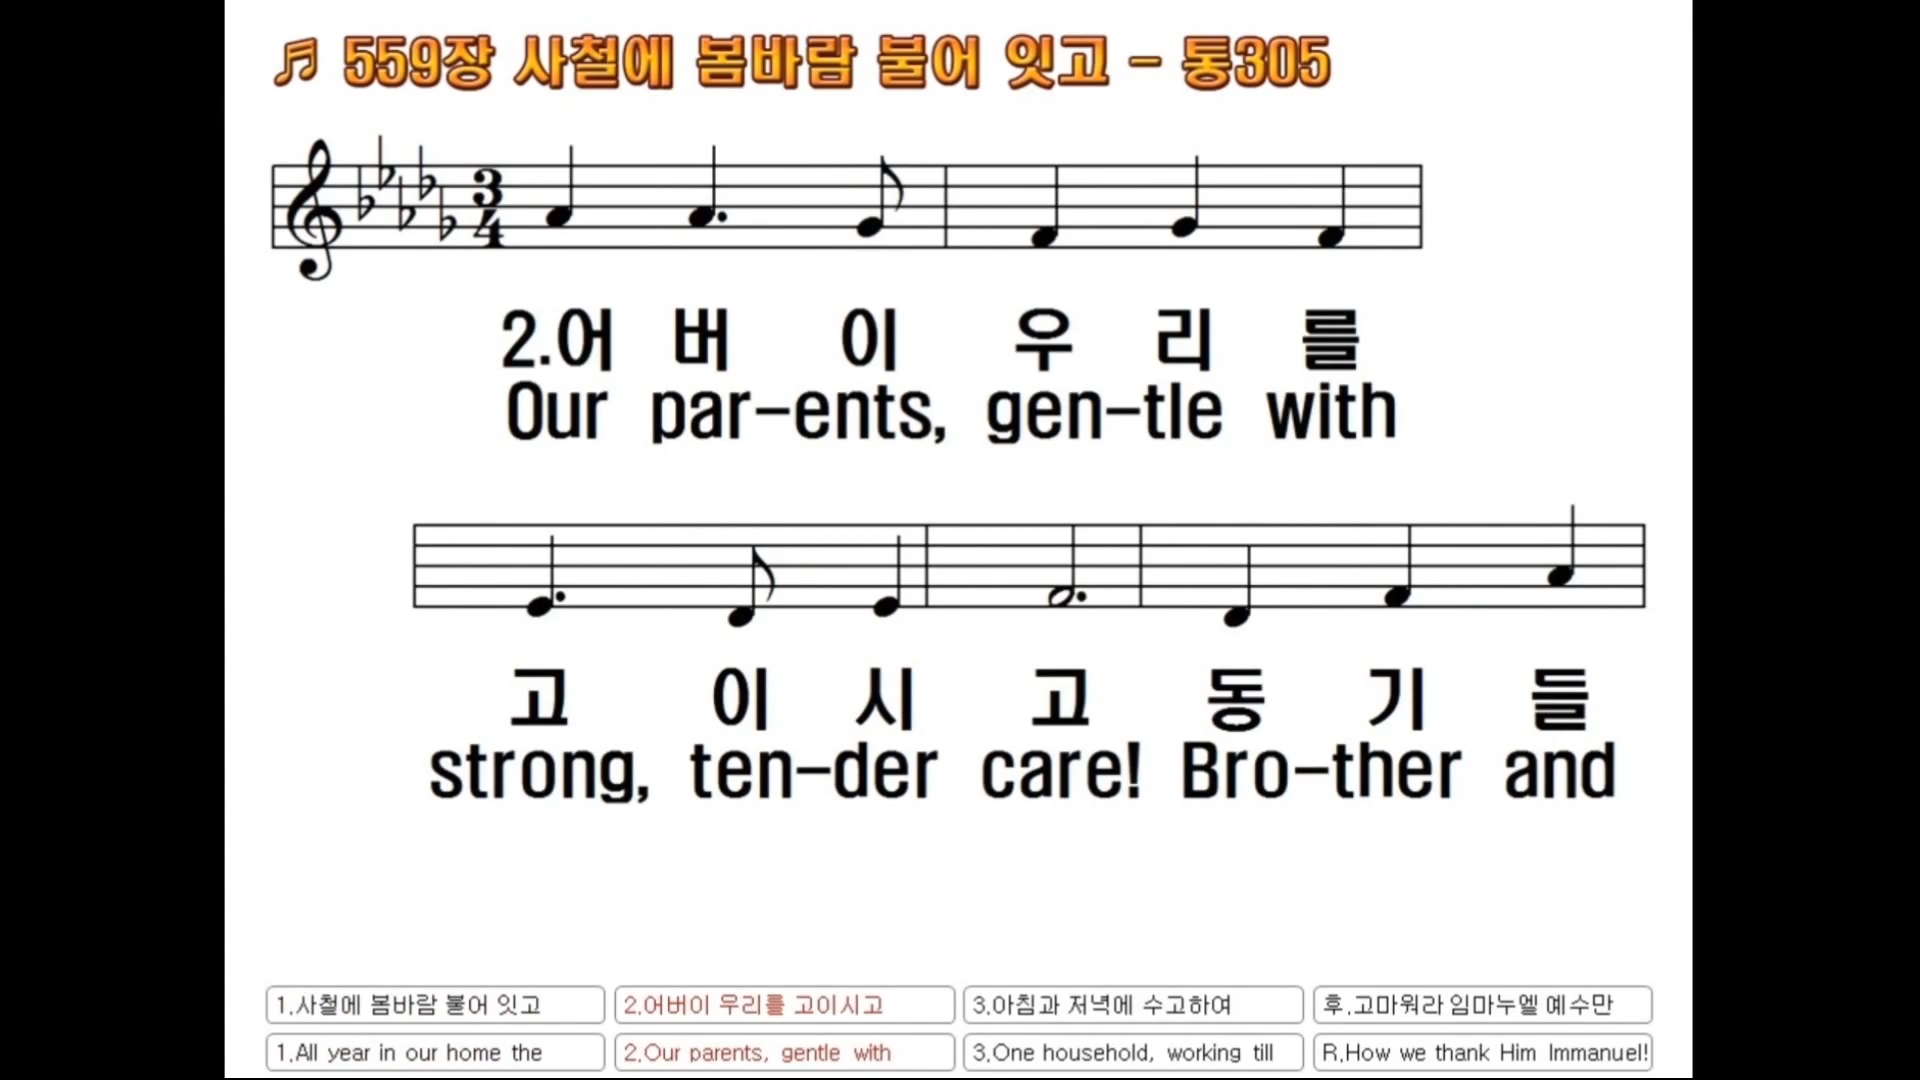 559장 사철에 봄바람 불어 잇고 - 통305
3
4
2.어 버 이 우 리 를
Our par-ents, gen-tle with
고 이 시 고 동 기 들
strong, ten-der care! Bro-ther and
1.사철에 봄바람 불어 잇고 2.어버이 우리를 고이시고 3.아침과 저녁에 수고하여 후.고마워라 임마누엘 예수만
1.All year in our home the 2.Our parents, gentle with 3.One household, working till R.How we thank Him Immanuel!